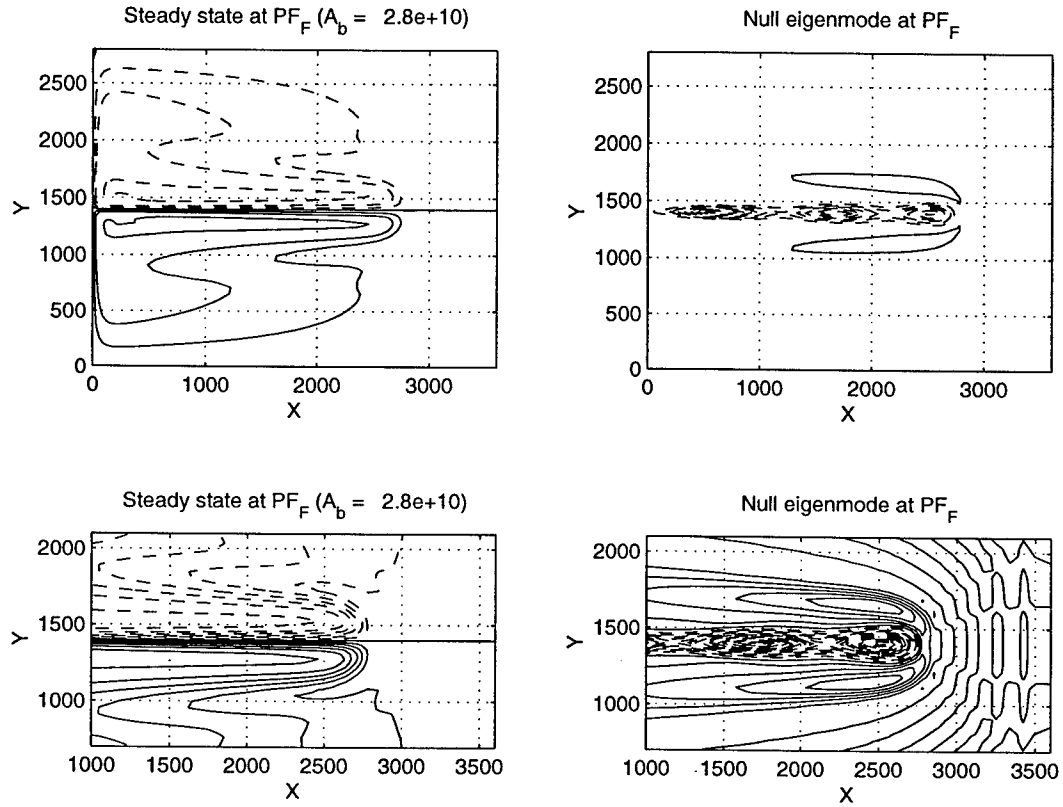 Steady state at PF_F (A_b = 2.8e+10)
Null eigenmode at PF_F
2500
2000
1500
1000
500
0
Y
0 1000 2000 3000
X
2500
2000
1500
1000
500
0
Y
0 1000 2000 3000
X
Steady state at PF_F (A_b = 2.8e+10)
Null eigenmode at PF_F
2000
1500
1000
Y
1000 1500 2000 2500 3000 3500
X
2000
1500
1000
Y
1000 1500 2000 2500 3000 3500
X